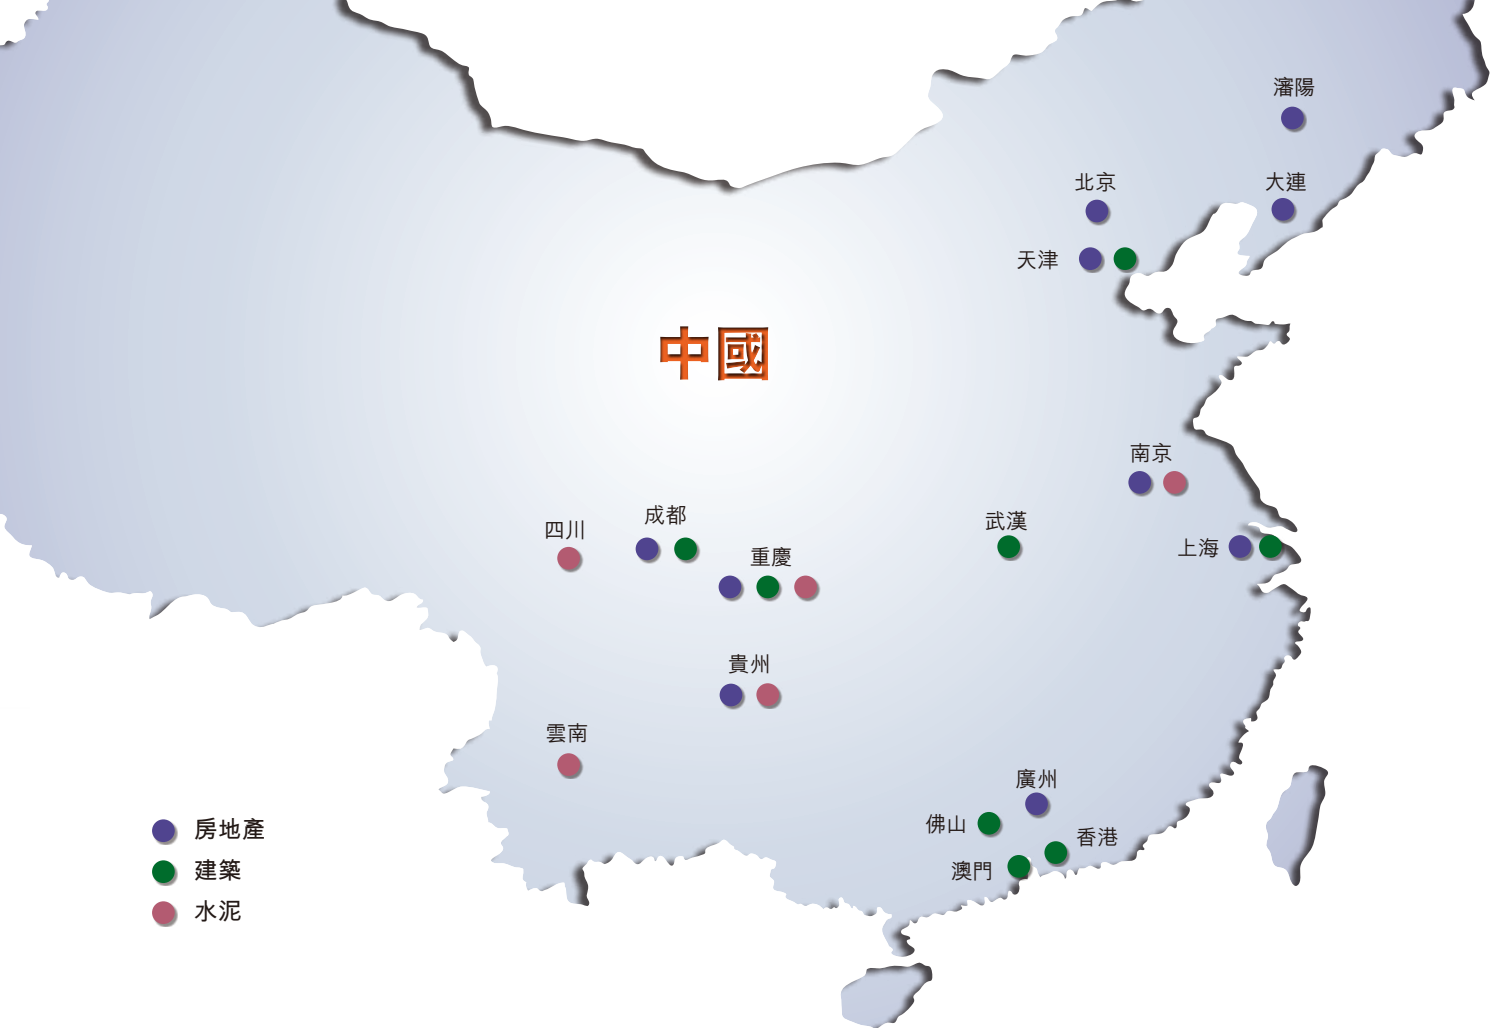 瀋陽
北京
大連
天津
中國
南京
四川
成都
武漢
重慶
上海
貴州
雲南
廣州
佛山
香港
澳門
房地產
建築
水泥